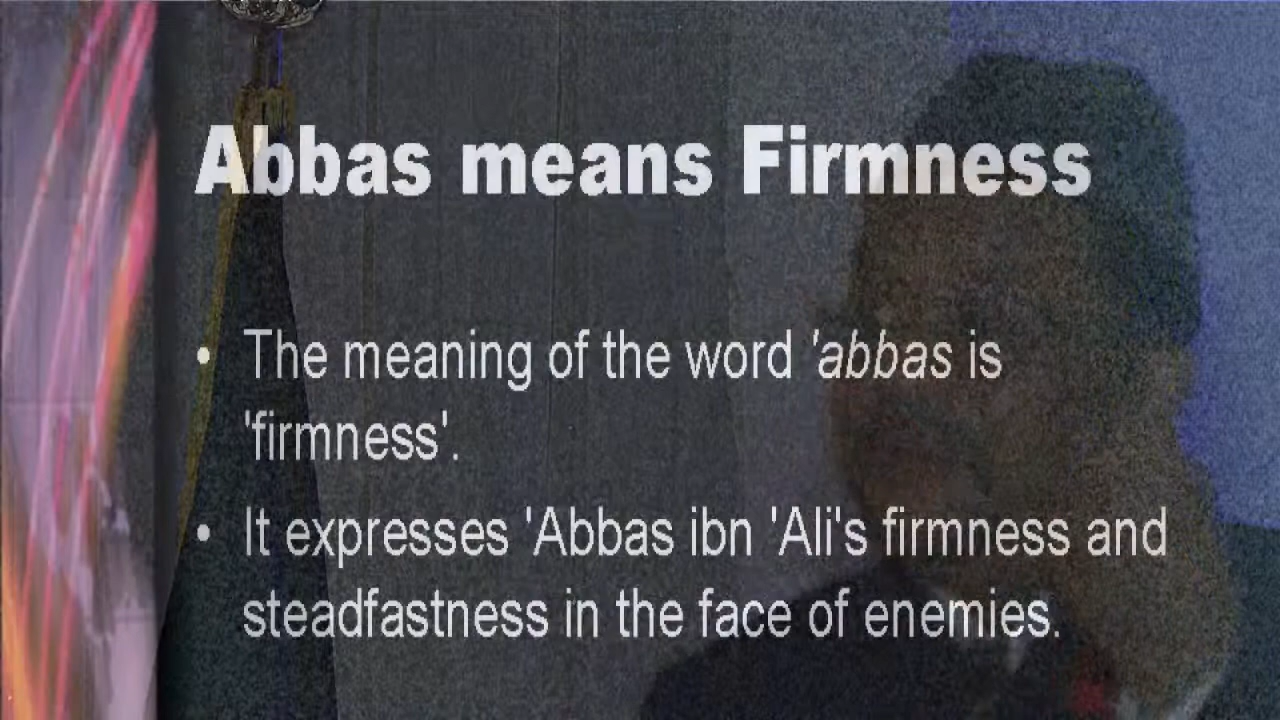 Abbas means Firmness
• The meaning of the word 'abbas is
'firmness'.
• It expresses 'Abbas ibn 'Ali's firmness and
steadfastness in the face of enemies.